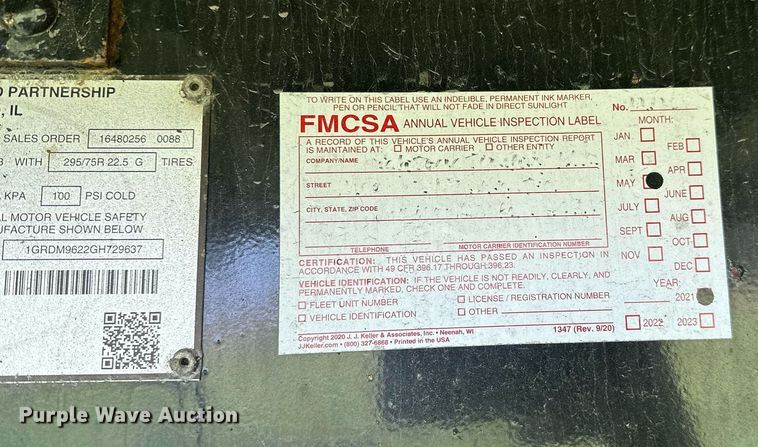 D PARTNERSHIP
, IL
SALES ORDER 16480256 0088
WITH 295/75R 22.5 G TIRES
KPA 100 PSI COLD
MOTOR VEHICLE SAFETY
SHOWN BELOW
1GRDM9622GH729637
TO WRITE ON THIS LABEL USE AN INDELIBLE, PERMANENT INK MARKER,
PEN OR PENCIL THAT WILL NOT FADE IN DIRECT SUNLIGHT
No.
FMCSA ANNUAL VEHICLE INSPECTION LABEL
A RECORD OF THIS VEHICLE'S ANNUAL VEHICLE INSPECTION REPORT
IS MAINTAINED AT: MOTOR CARRIER OTHER ENTITY
COMPANY/NAME
STREET
CITY, STATE, ZIP CODE
TELEPHONE MOTOR CARRIER IDENTIFICATION NUMBER
CERTIFICATION: THIS VEHICLE HAS PASSED AN INSPECTION IN
ACCORDANCE WITH 49 CFR 396.17 THROUGH 396.23.
VEHICLE IDENTIFICATION: IF THE VEHICLE IS NOT READILY, CLEARLY, AND
PERMANENTLY MARKED, CHECK ONE AND COMPLETE.
FLEET UNIT NUMBER LICENSE / REGISTRATION NUMBER
VEHICLE IDENTIFICATION OTHER
Copyright 2020 J. J. Keller & Associates, Inc. • Neenah, WI
JJKeller.com • (800) 327-6868 • Printed in the USA
1347 (Rev. 9/20)
MONTH:
JAN
FEB
MAR
APR
MAY
JUNE
JULY
AUG
SEPT
OCT
NOV
DEC
YEAR:
2021
2022 2023
Purple Wave Auction